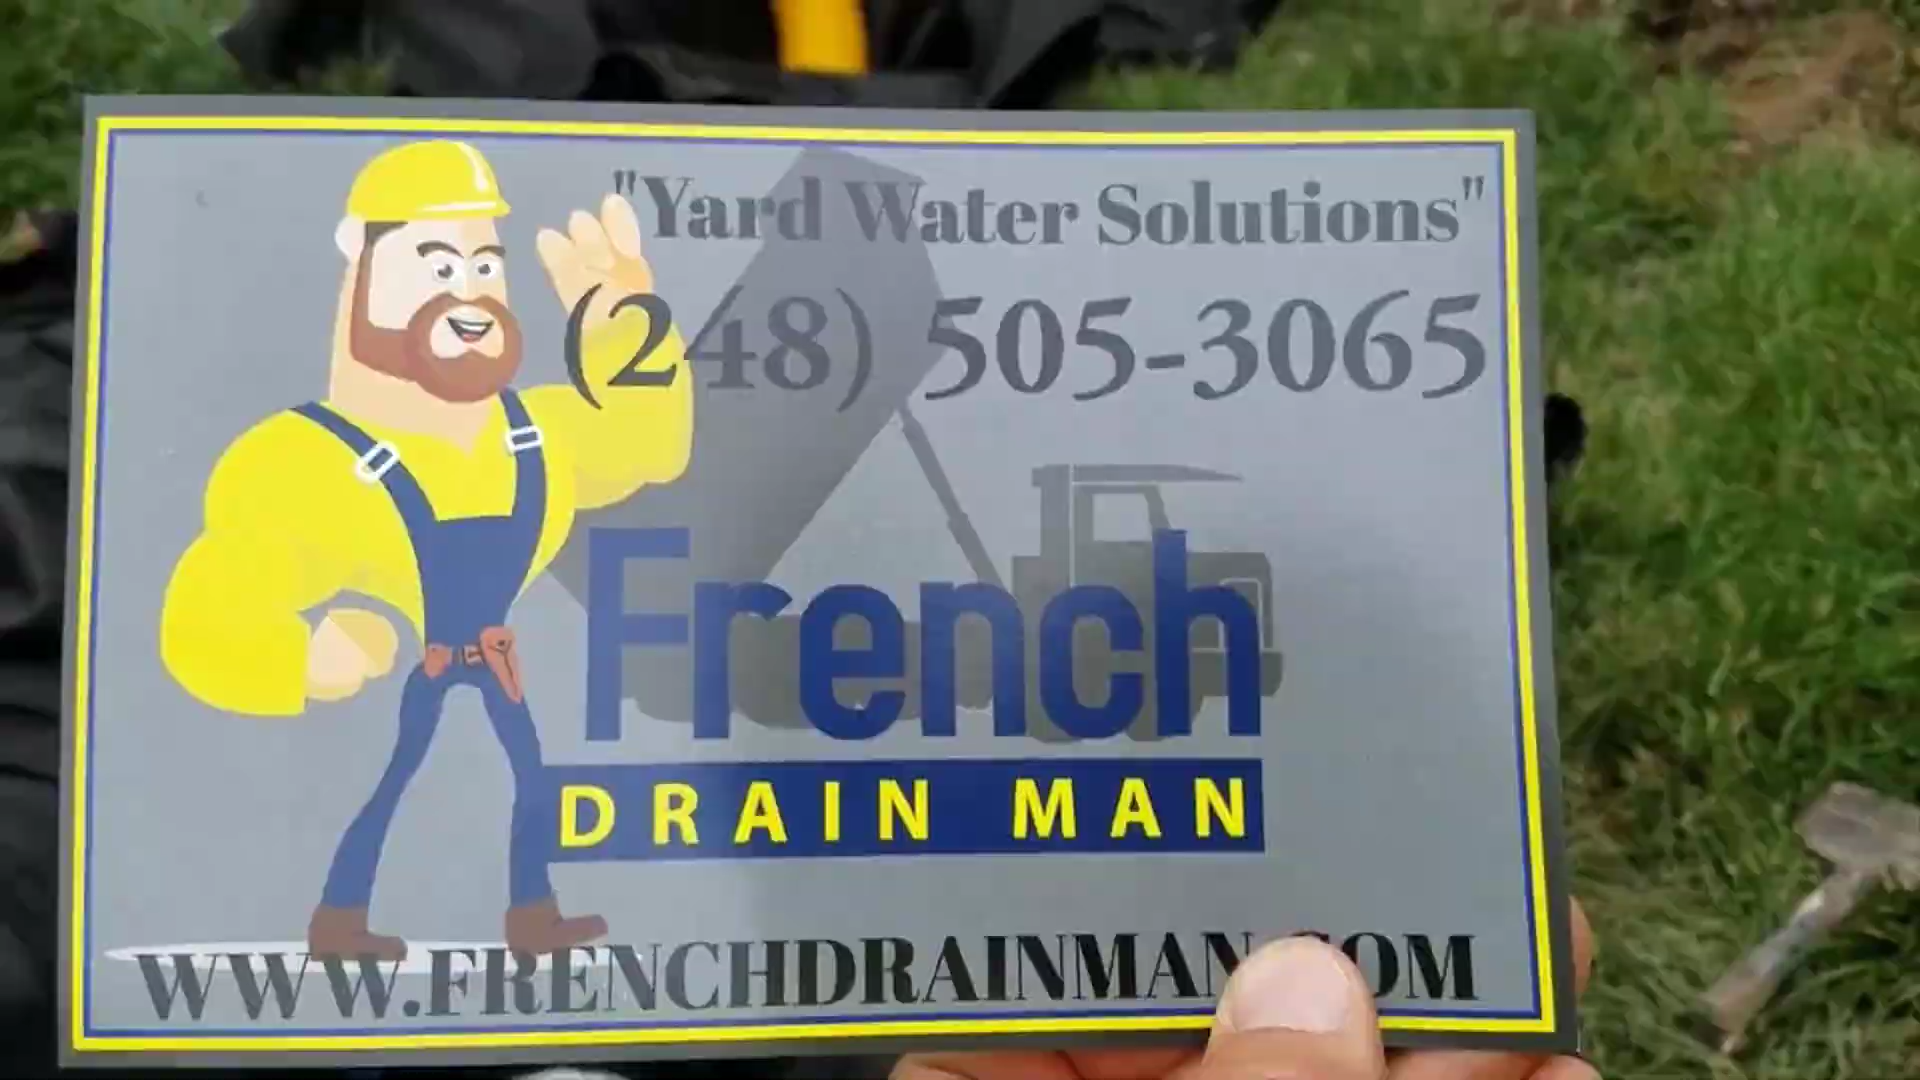 "Yard Water Solutions"
(248) 505-3065
French
DRAIN MAN
WWW.FRENCHDRAINMAN.COM